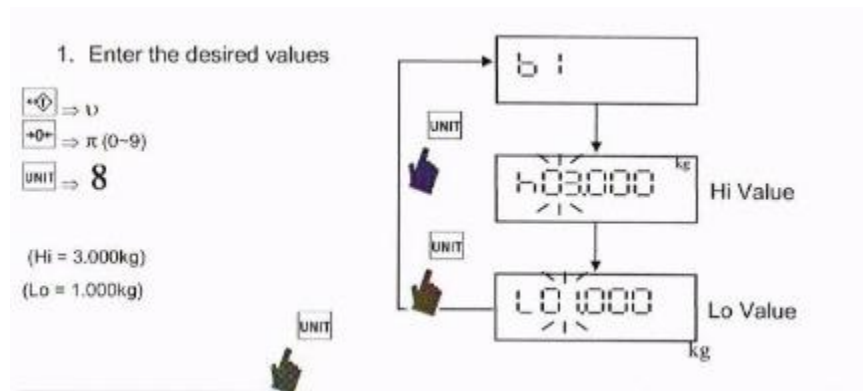 1. Enter the desired values
⇒ υ
→0← ⇒ π (0~9)
UNIT ⇒ 8
(Hi = 3.000kg)
(Lo = 1.000kg)
UNIT
b 1
UNIT
kg
h03.000
Hi Value
UNIT
L01.000
Lo Value
kg